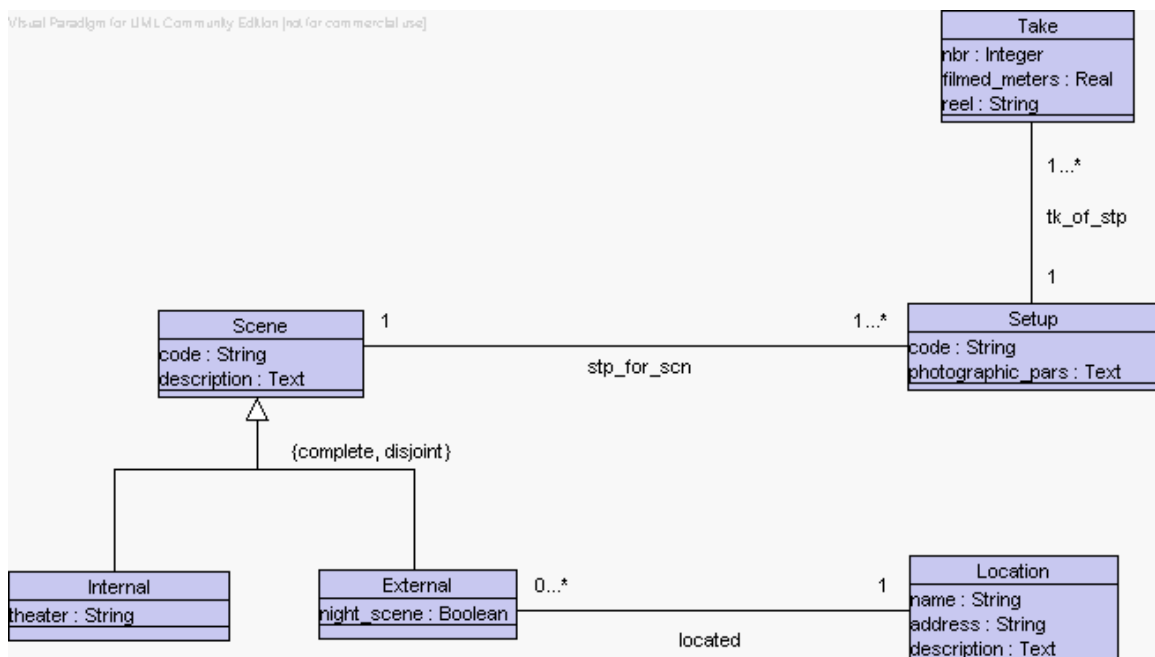 Visual Paradigm for UML Community Edition [not for commercial use]
Take
nbr : Integer
filmed_meters : Real
reel : String
1...*
tk_of_stp
1
Scene
code : String
description : Text
1
1...*
stp_for_scn
Setup
code : String
photographic_pars : Text
{complete, disjoint}
Internal
theater : String
External
night_scene : Boolean
0...*
1
located
Location
name : String
address : String
description : Text